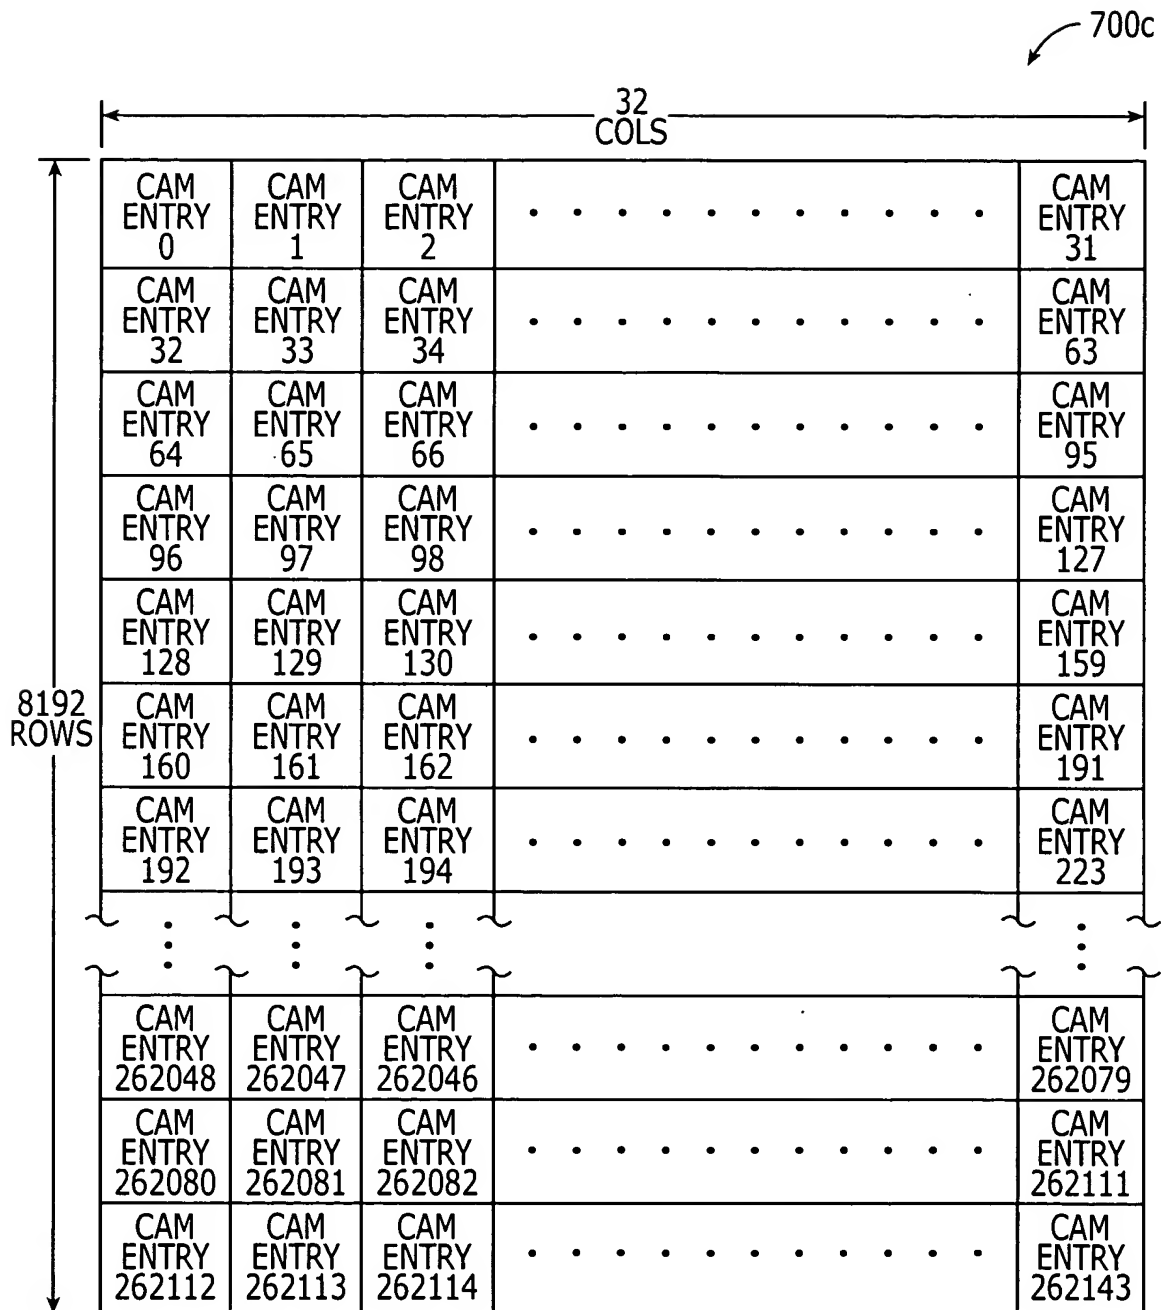 700c
32
COLS
8192
ROWS
CAM CAM CAM CAM
ENTRY ENTRY ENTRY ENTRY
0 1 2 31
CAM CAM CAM CAM
ENTRY ENTRY ENTRY ENTRY
32 33 34 63
CAM CAM CAM CAM
ENTRY ENTRY ENTRY ENTRY
64 65 66 95
CAM CAM CAM CAM
ENTRY ENTRY ENTRY ENTRY
96 97 98 127
CAM CAM CAM CAM
ENTRY ENTRY ENTRY ENTRY
128 129 130 159
CAM CAM CAM CAM
ENTRY ENTRY ENTRY ENTRY
160 161 162 191
CAM CAM CAM CAM
ENTRY ENTRY ENTRY ENTRY
192 193 194 223
CAM CAM CAM CAM
ENTRY ENTRY ENTRY ENTRY
262048 262047 262046 262079
CAM CAM CAM CAM
ENTRY ENTRY ENTRY ENTRY
262080 262081 262082 262111
CAM CAM CAM CAM
ENTRY ENTRY ENTRY ENTRY
262112 262113 262114 262143